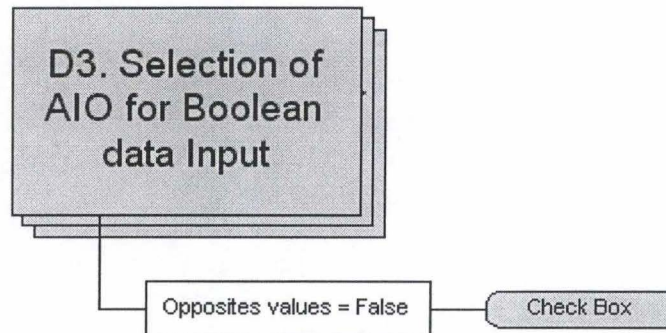 D3. Selection of
AIO for Boolean
data Input
Opposites values = False
Check Box